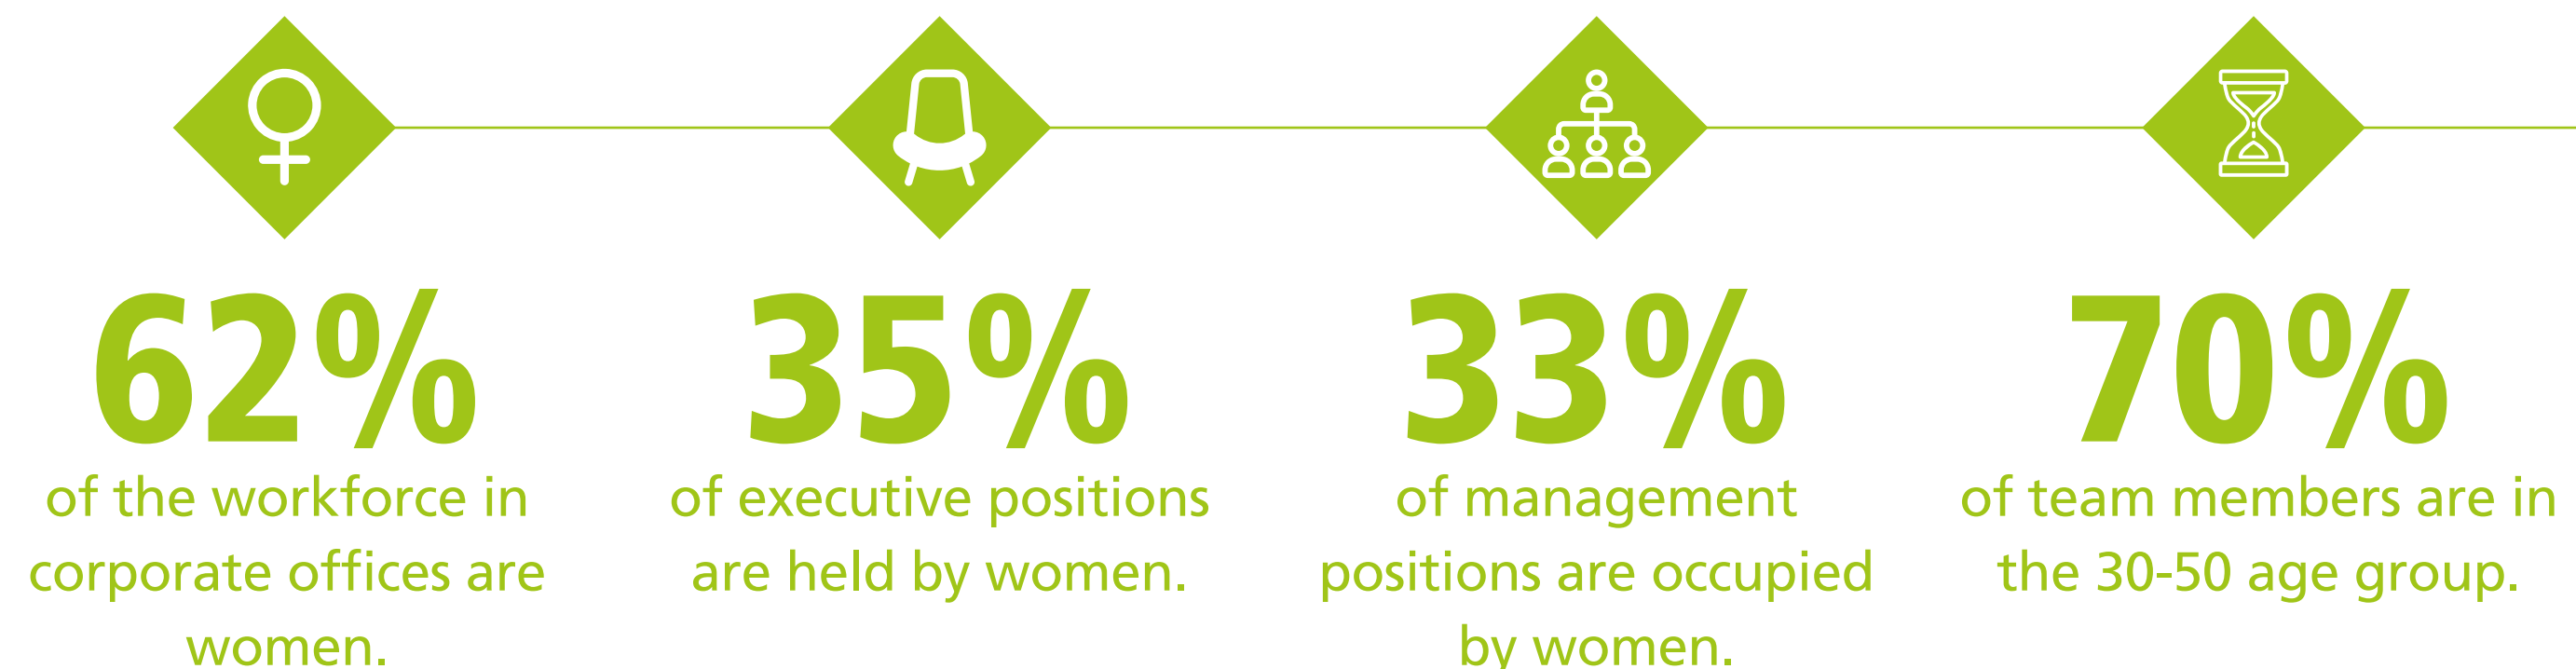 62%
of the workforce in
corporate offices are
women.
35%
of executive positions
are held by women.
33%
of management
positions are occupied
by women.
70%
of team members are in
the 30-50 age group.